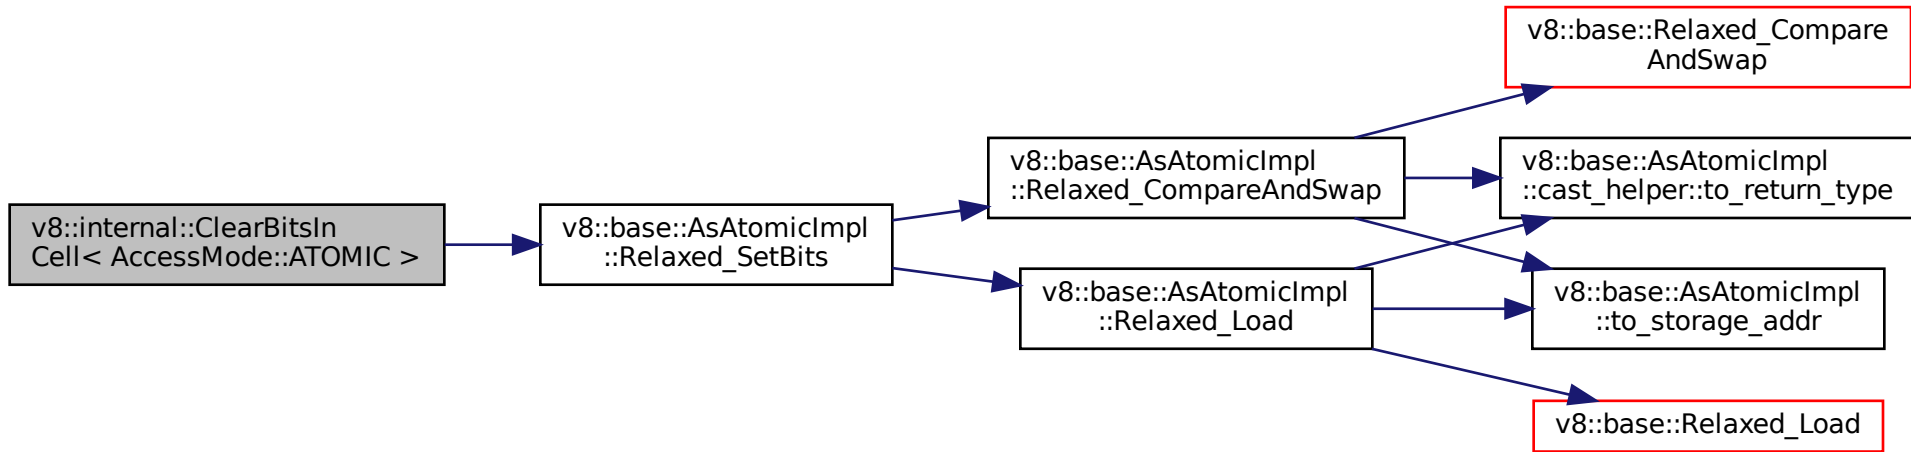 v8::internal::ClearBitsIn
Cell< AccessMode::ATOMIC >
v8::base::AsAtomicImpl
::Relaxed_SetBits
v8::base::AsAtomicImpl
::Relaxed_CompareAndSwap
v8::base::AsAtomicImpl
::Relaxed_Load
v8::base::Relaxed_Compare
AndSwap
v8::base::AsAtomicImpl
::cast_helper::to_return_type
v8::base::AsAtomicImpl
::to_storage_addr
v8::base::Relaxed_Load